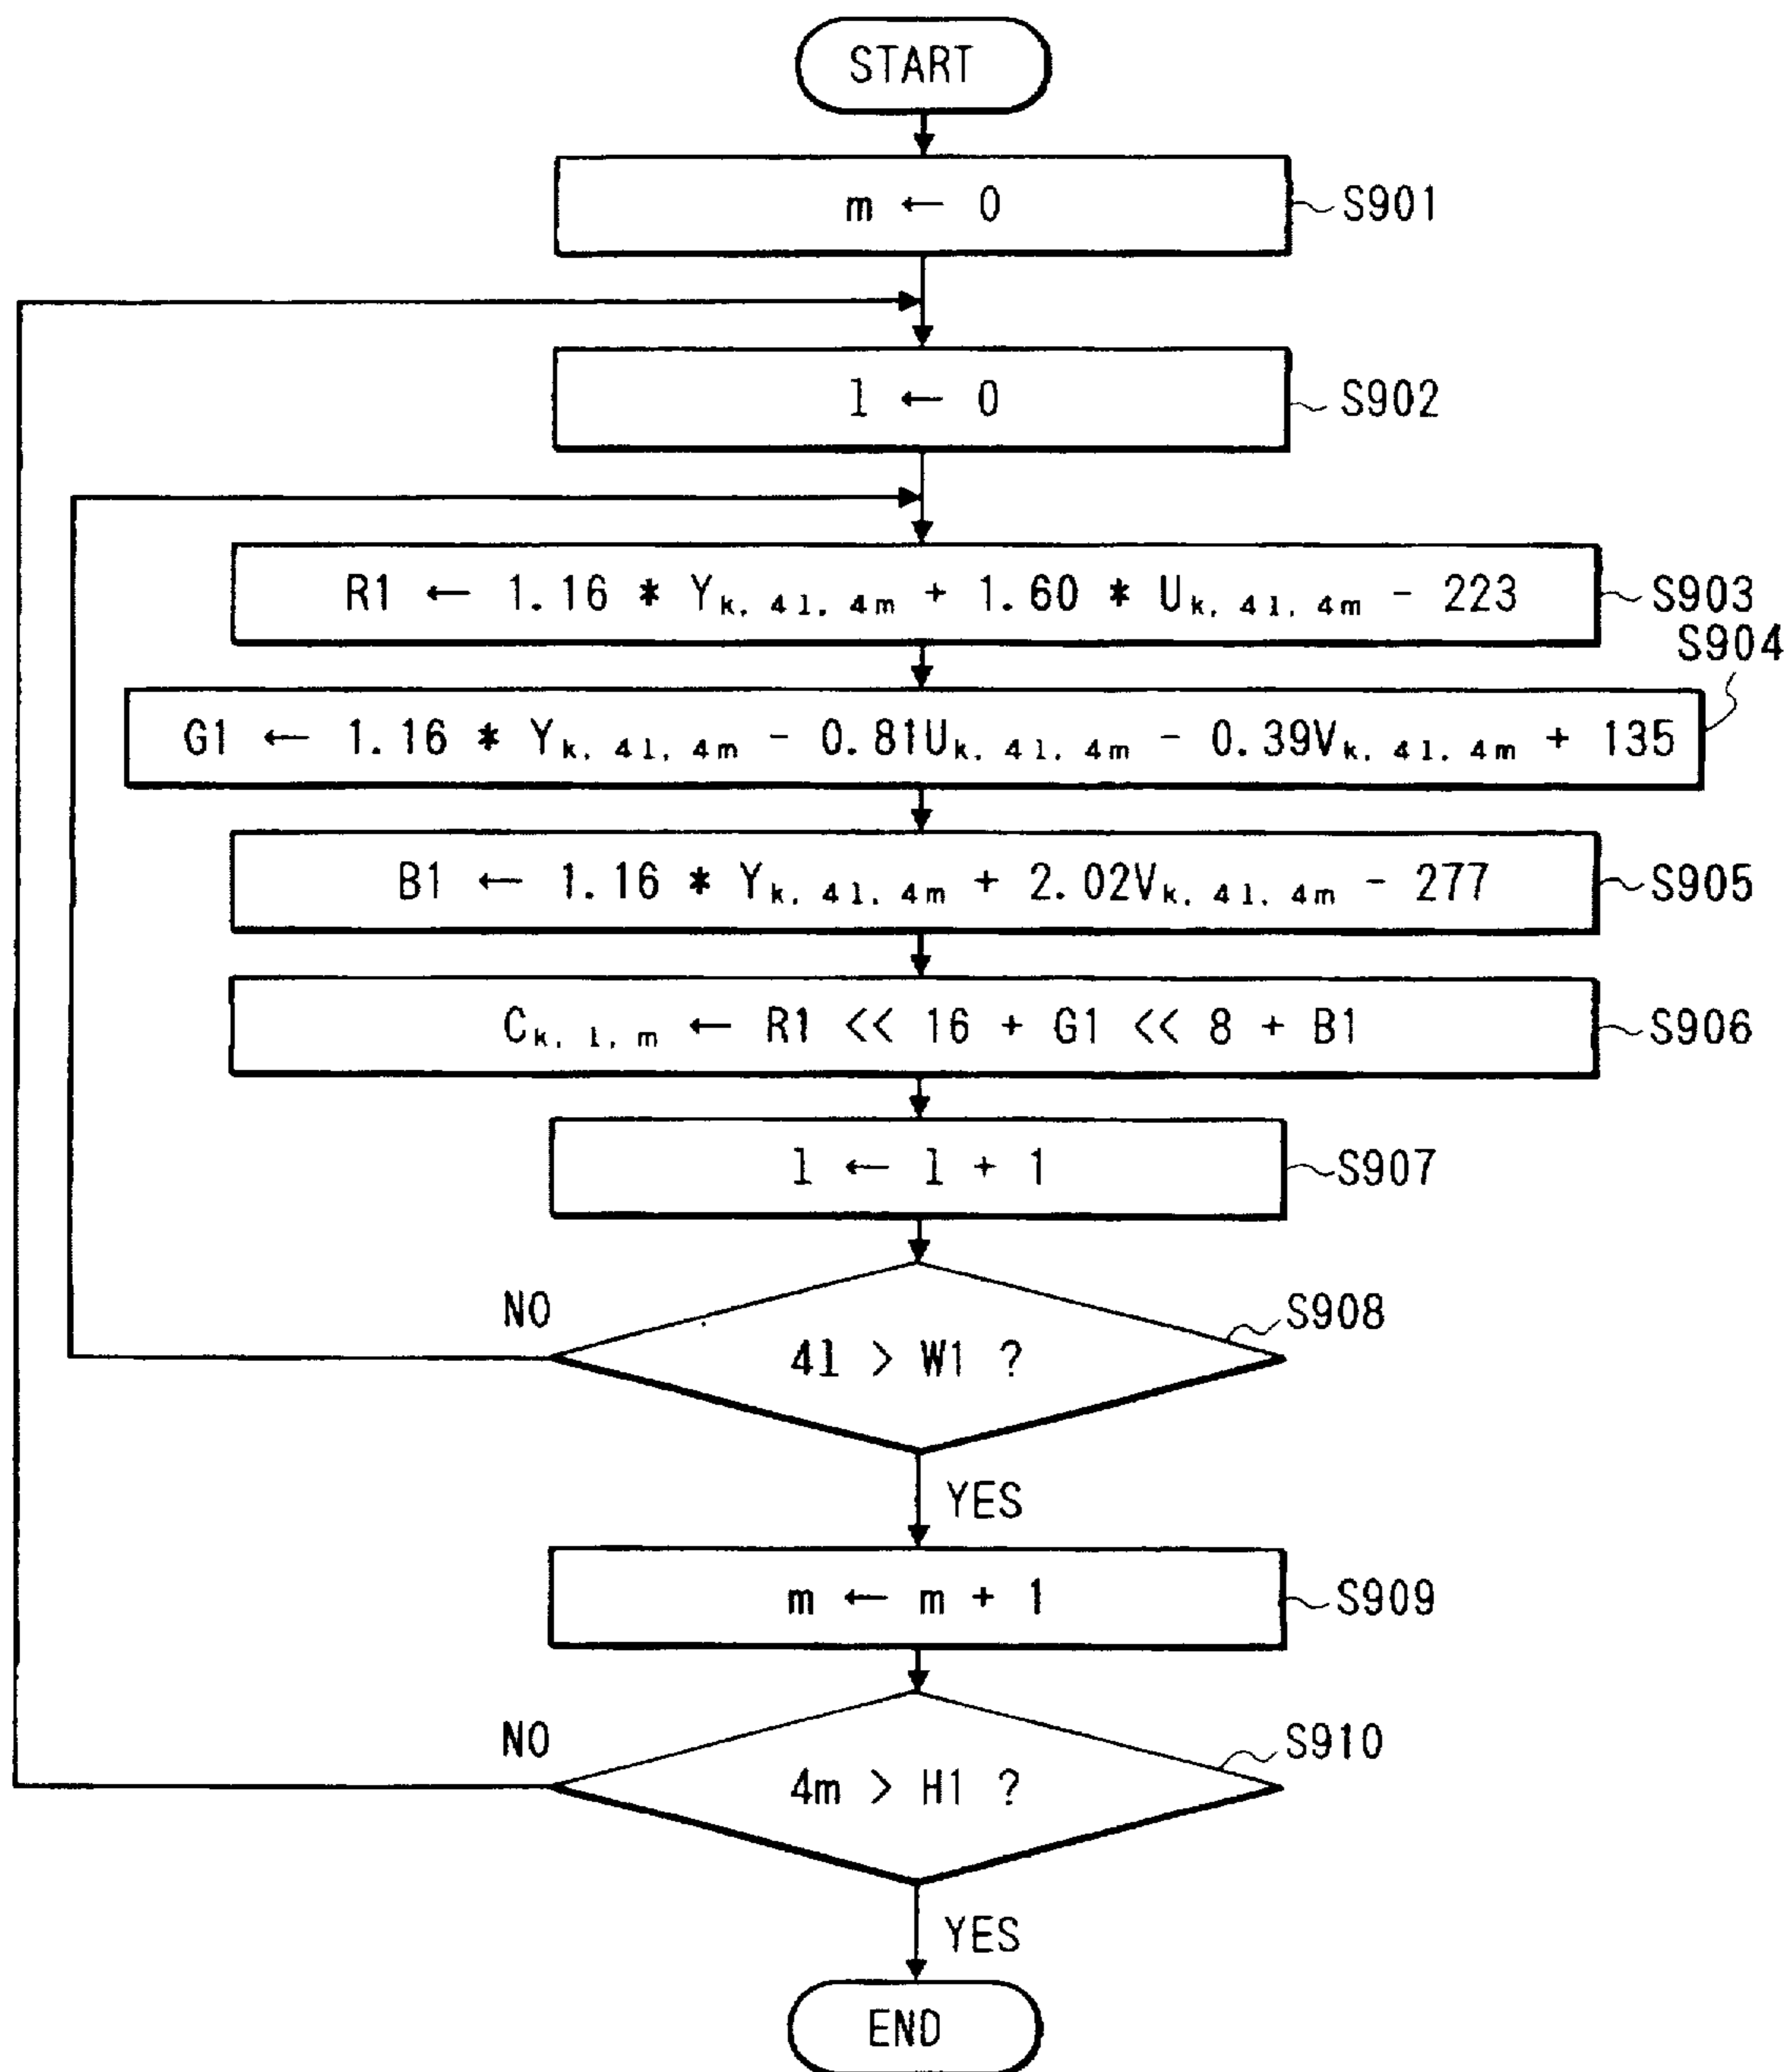 START
m ← 0
S901
l ← 0
S902
R1 ← 1.16 * Yk, 4l, 4m + 1.60 * Uk, 4l, 4m - 223
S903
S904
G1 ← 1.16 * Yk, 4l, 4m - 0.81Uk, 4l, 4m - 0.39Vk, 4l, 4m + 135
B1 ← 1.16 * Yk, 4l, 4m + 2.02Vk, 4l, 4m - 277
S905
Ck, l, m ← R1 << 16 + G1 << 8 + B1
S906
l ← l + 1
S907
NO
S908
4l > W1 ?
YES
m ← m + 1
S909
NO
S910
4m > H1 ?
YES
END